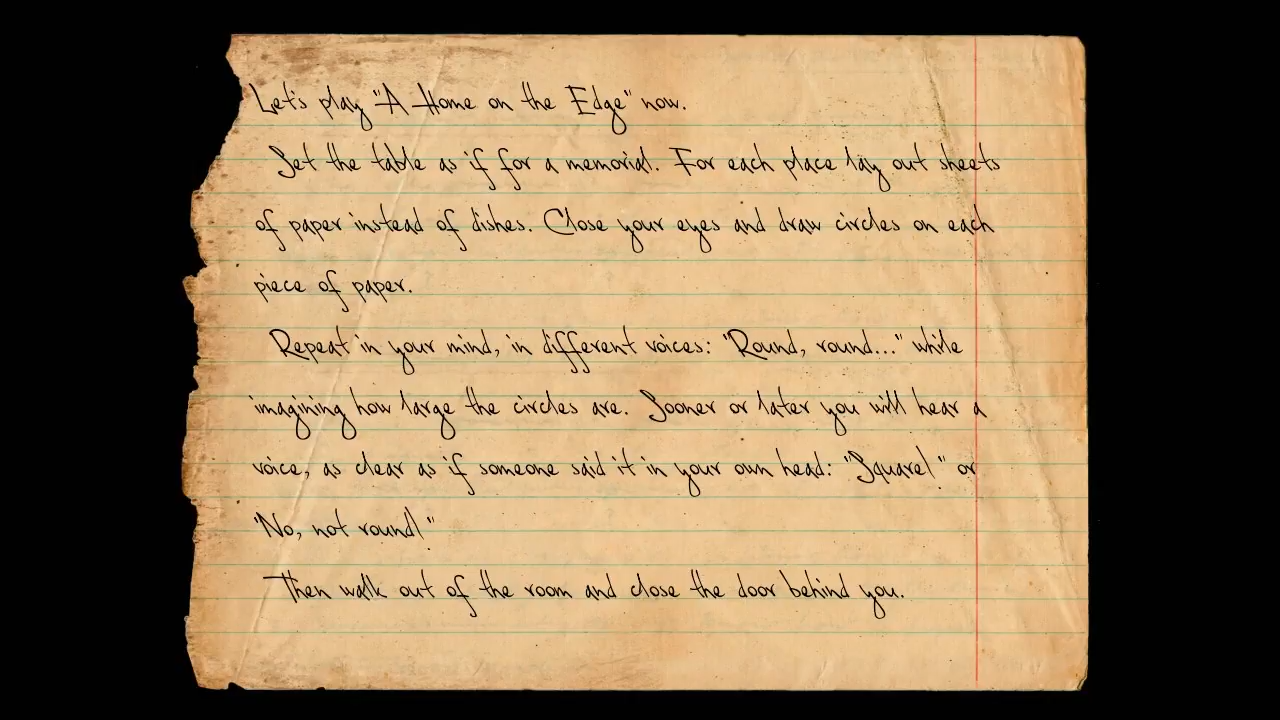 Let's play "A Home on the Edge" now.
Set the table as if for a memorial. For each place lay out sheets
of paper instead of dishes. Close your eyes and draw circles on each
piece of paper.
Repeat in your mind, in different voices: "Round, round..." while
imagining how large the circles are. Sooner or later you will hear a
voice, as clear as if someone said it in your own head: "Square!" or
"No, not round!"
Then walk out of the room and close the door behind you.